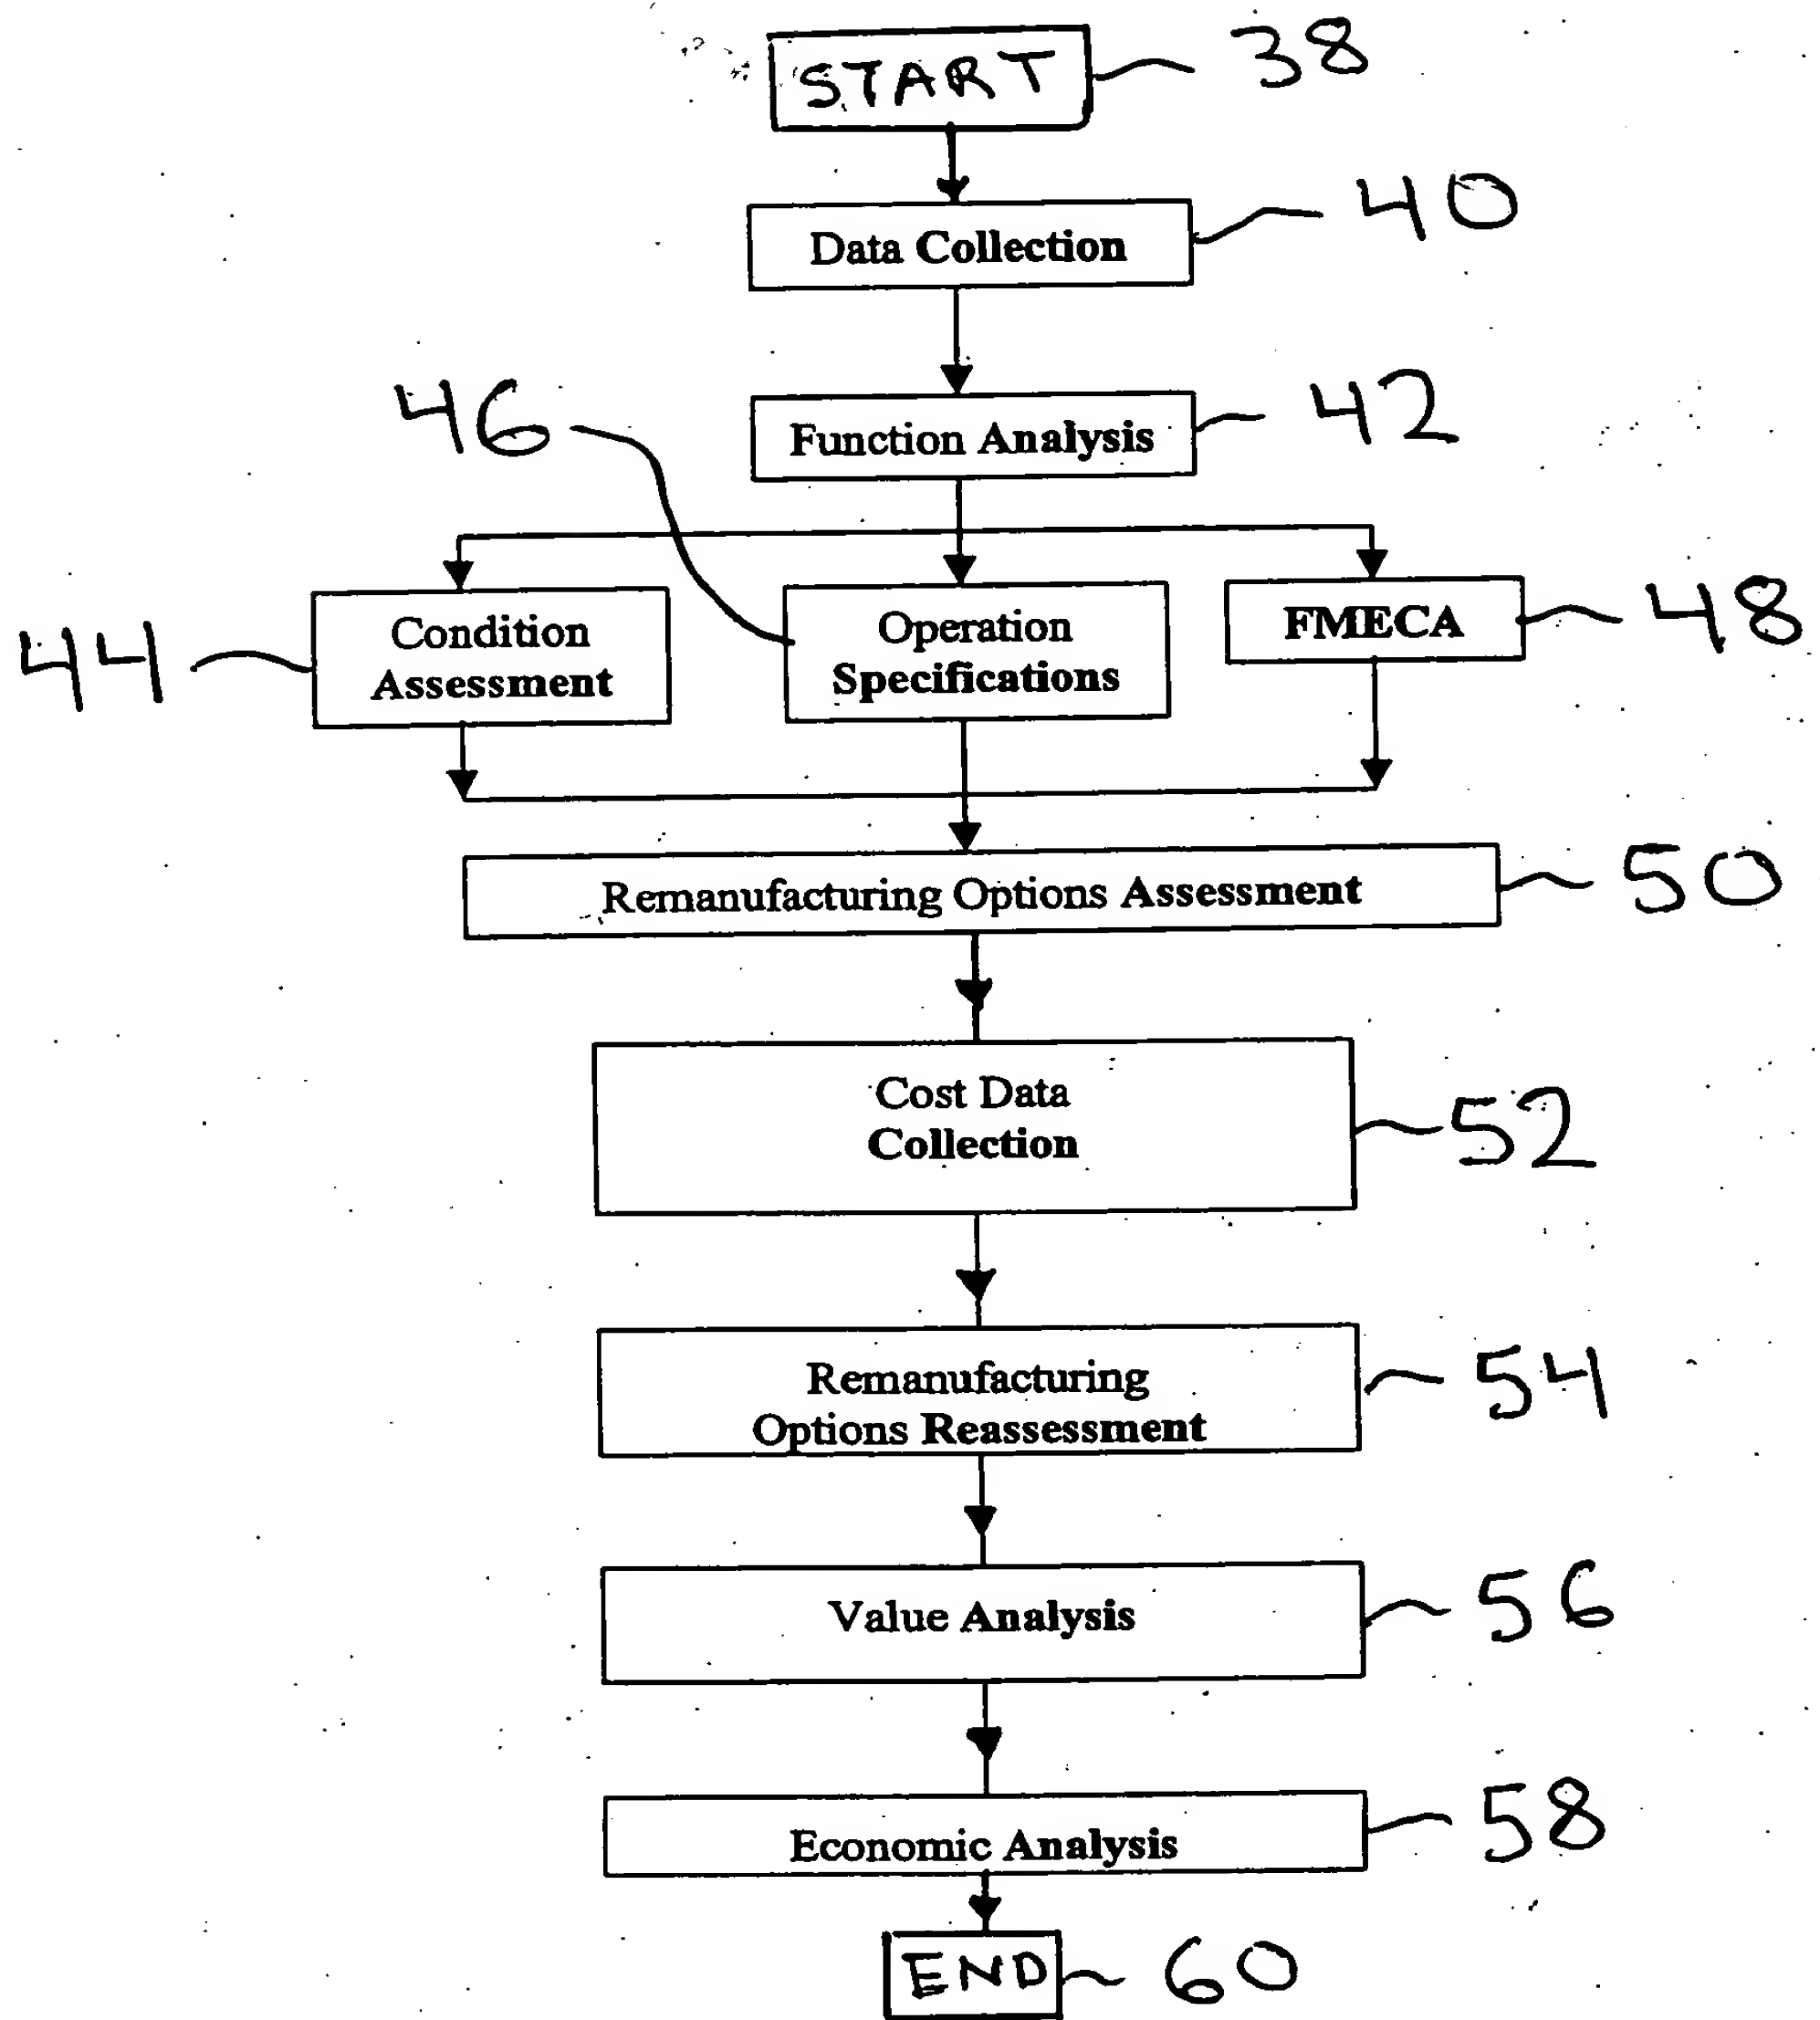 START
38
Data Collection
40
Function Analysis
42
46
Condition
Assessment
44
Operation
Specifications
FMECA
48
Remanufacturing Options Assessment
50
Cost Data
Collection
52
Remanufacturing
Options Reassessment
54
Value Analysis
56
Economic Analysis
58
END
60